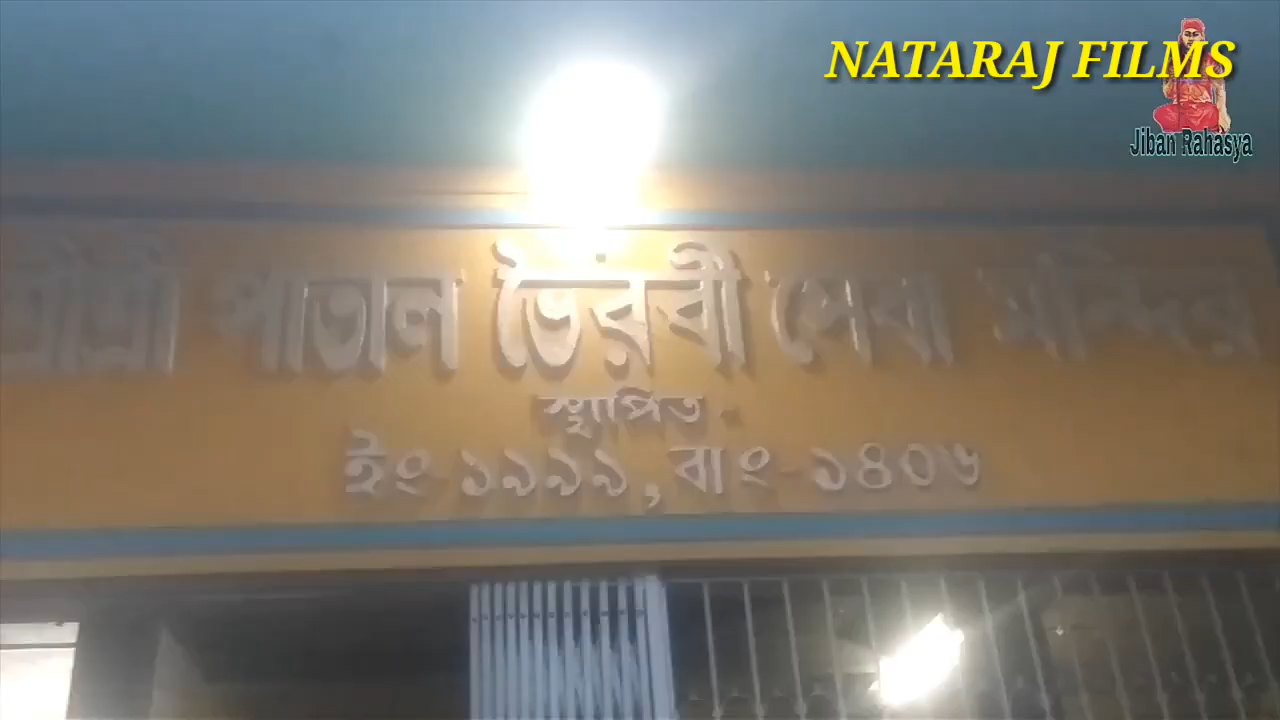 NATARAJ FILMS
Jiban Rahasya
শ্রীশ্রী পাতাল ভৈরবী সেবা মন্দির
স্থাপিত -
ইং-১৯৯৯, বাং-১৪০৬